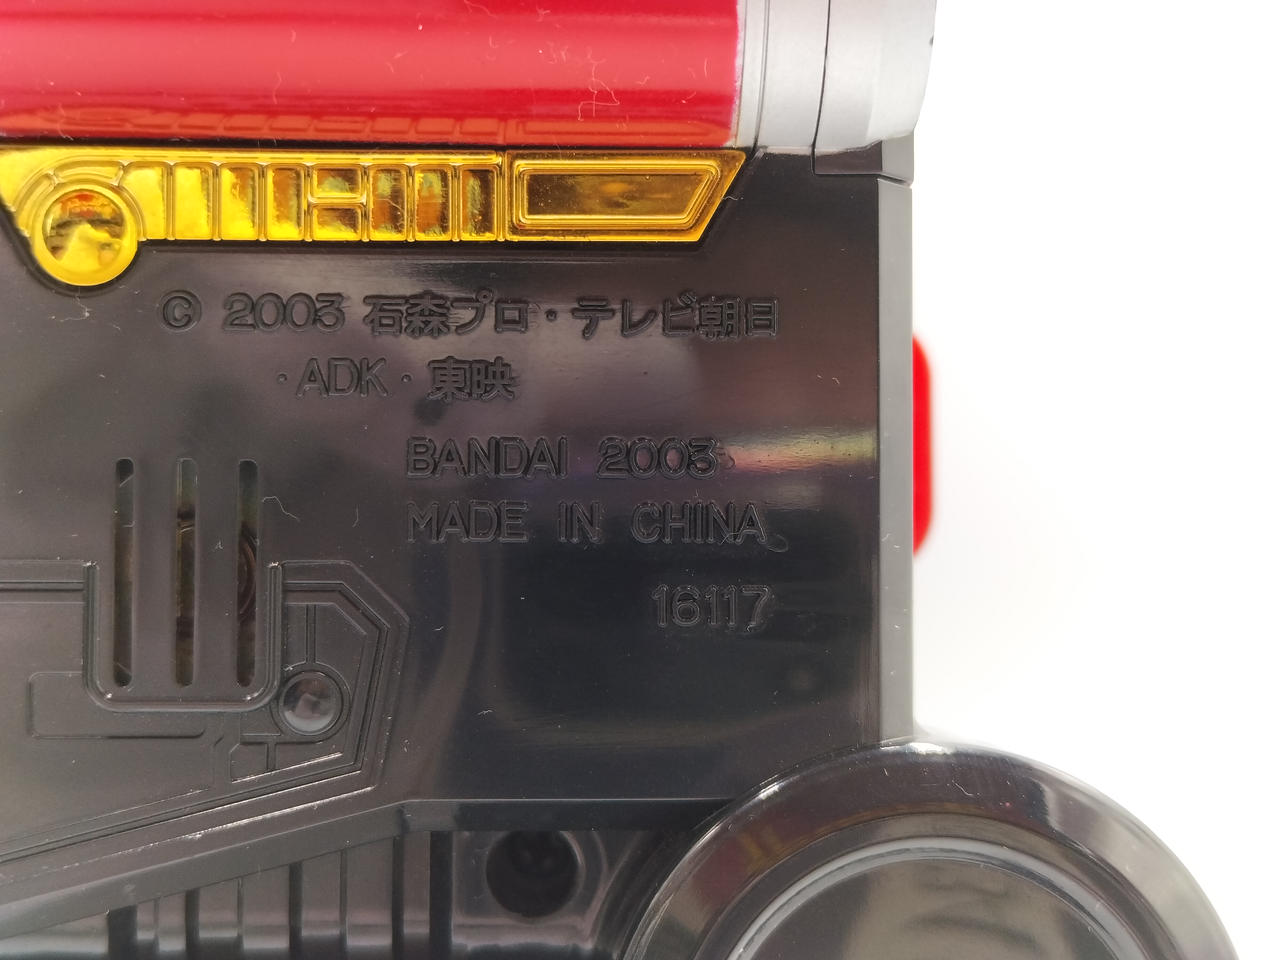 © 2003 石森プロ・テレビ朝日
・ADK・東映
BANDAI 2003
MADE IN CHINA
16117